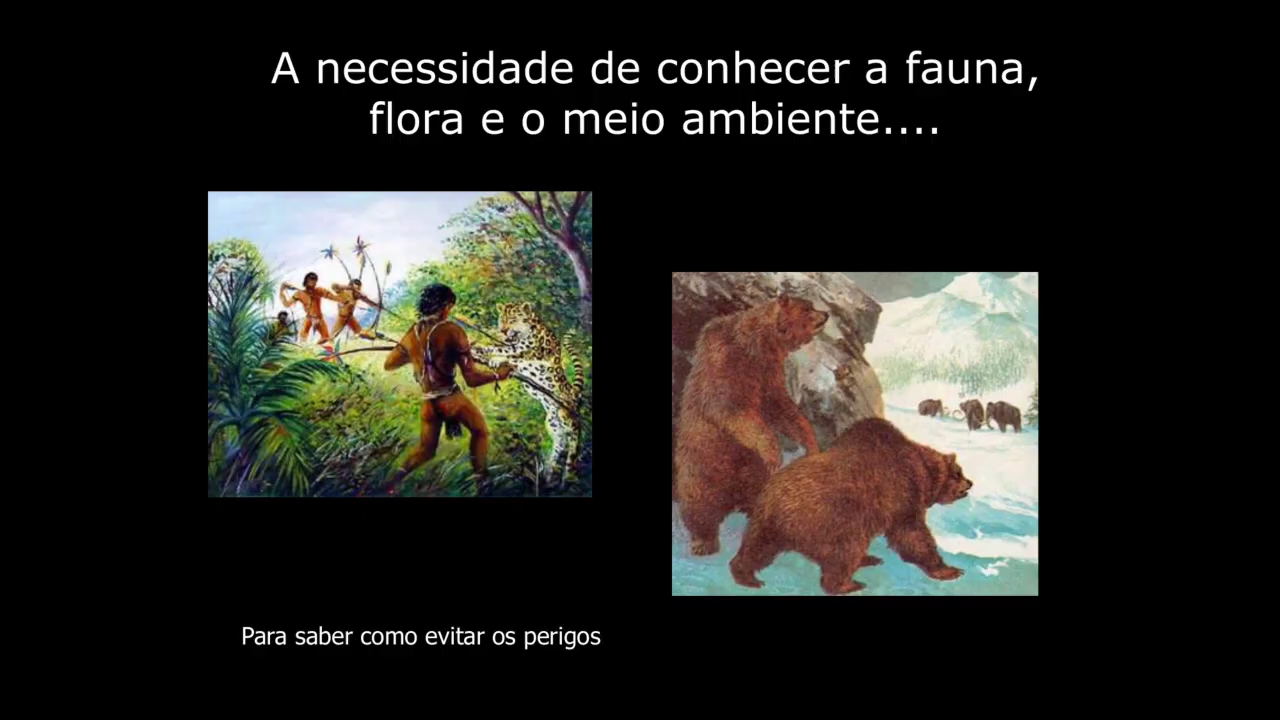 A necessidade de conhecer a fauna,
flora e o meio ambiente....
Para saber como evitar os perigos